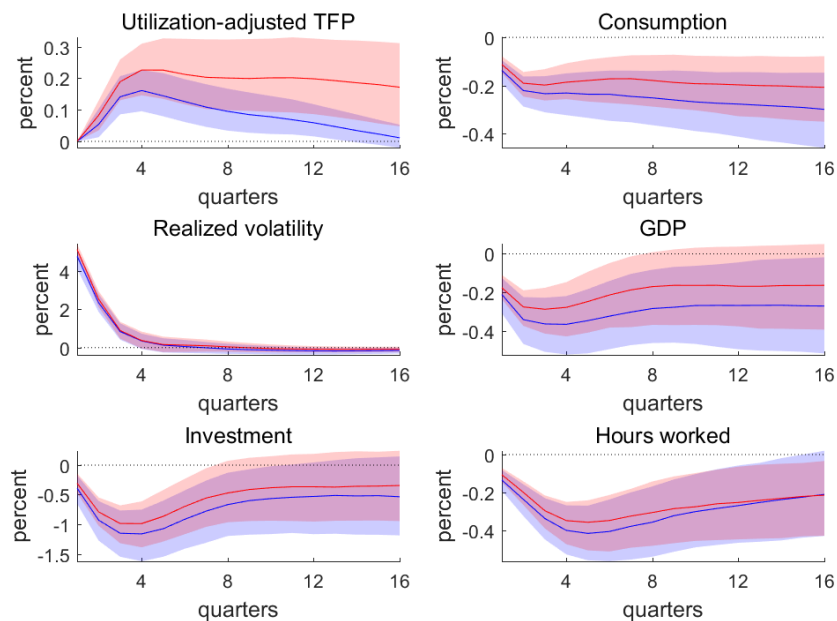 Utilization-adjusted TFP
percent
0.3
0.2
0.1
0
4
8
12
16
quarters
Consumption
percent
0
-0.2
-0.4
4
8
12
16
quarters
Realized volatility
percent
4
2
0
4
8
12
16
quarters
GDP
percent
0
-0.2
-0.4
4
8
12
16
quarters
Investment
percent
0
-0.5
-1
-1.5
4
8
12
16
quarters
Hours worked
percent
0
-0.2
-0.4
4
8
12
16
quarters